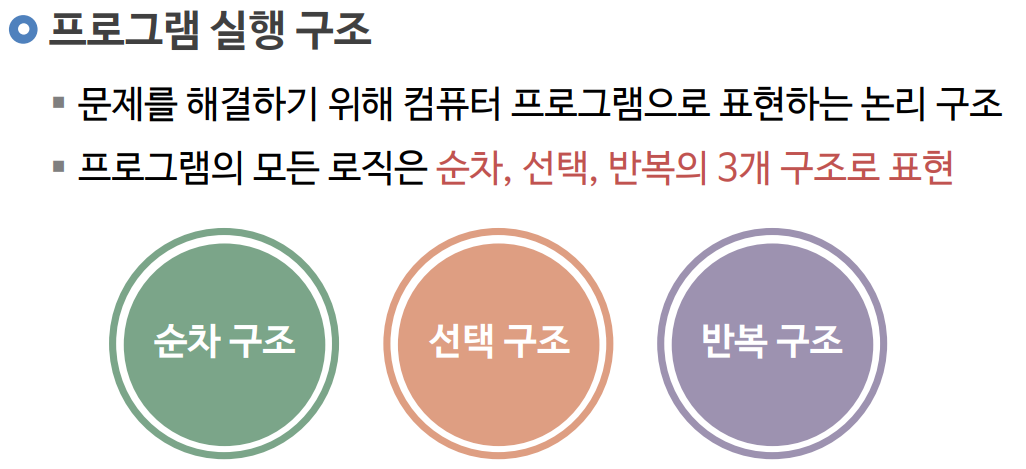 프로그램 실행 구조
문제를 해결하기 위해 컴퓨터 프로그램으로 표현하는 논리 구조
프로그램의 모든 로직은 순차, 선택, 반복의 3개 구조로 표현
순차 구조
선택 구조
반복 구조